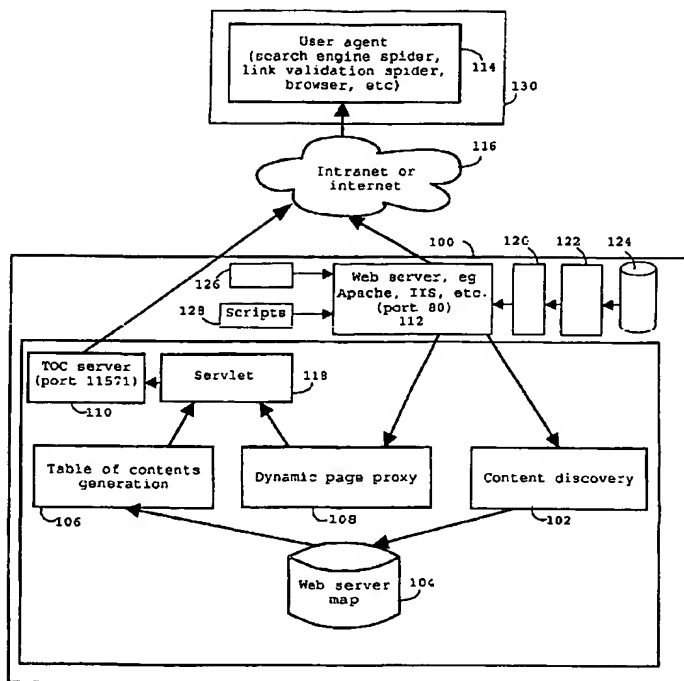 User agent
(search engine spider,
link validation spider,
browser, etc)
114
130
Intranet or
internet
116
100
120
122
124
126
Web server, eg
Apache, IIS, etc.
(port 80)
112
128
Scripts
TOC server
(port 11571)
110
Servlet
118
Table of contents
generation
106
Dynamic page proxy
108
Content discovery
102
Web server
map
104